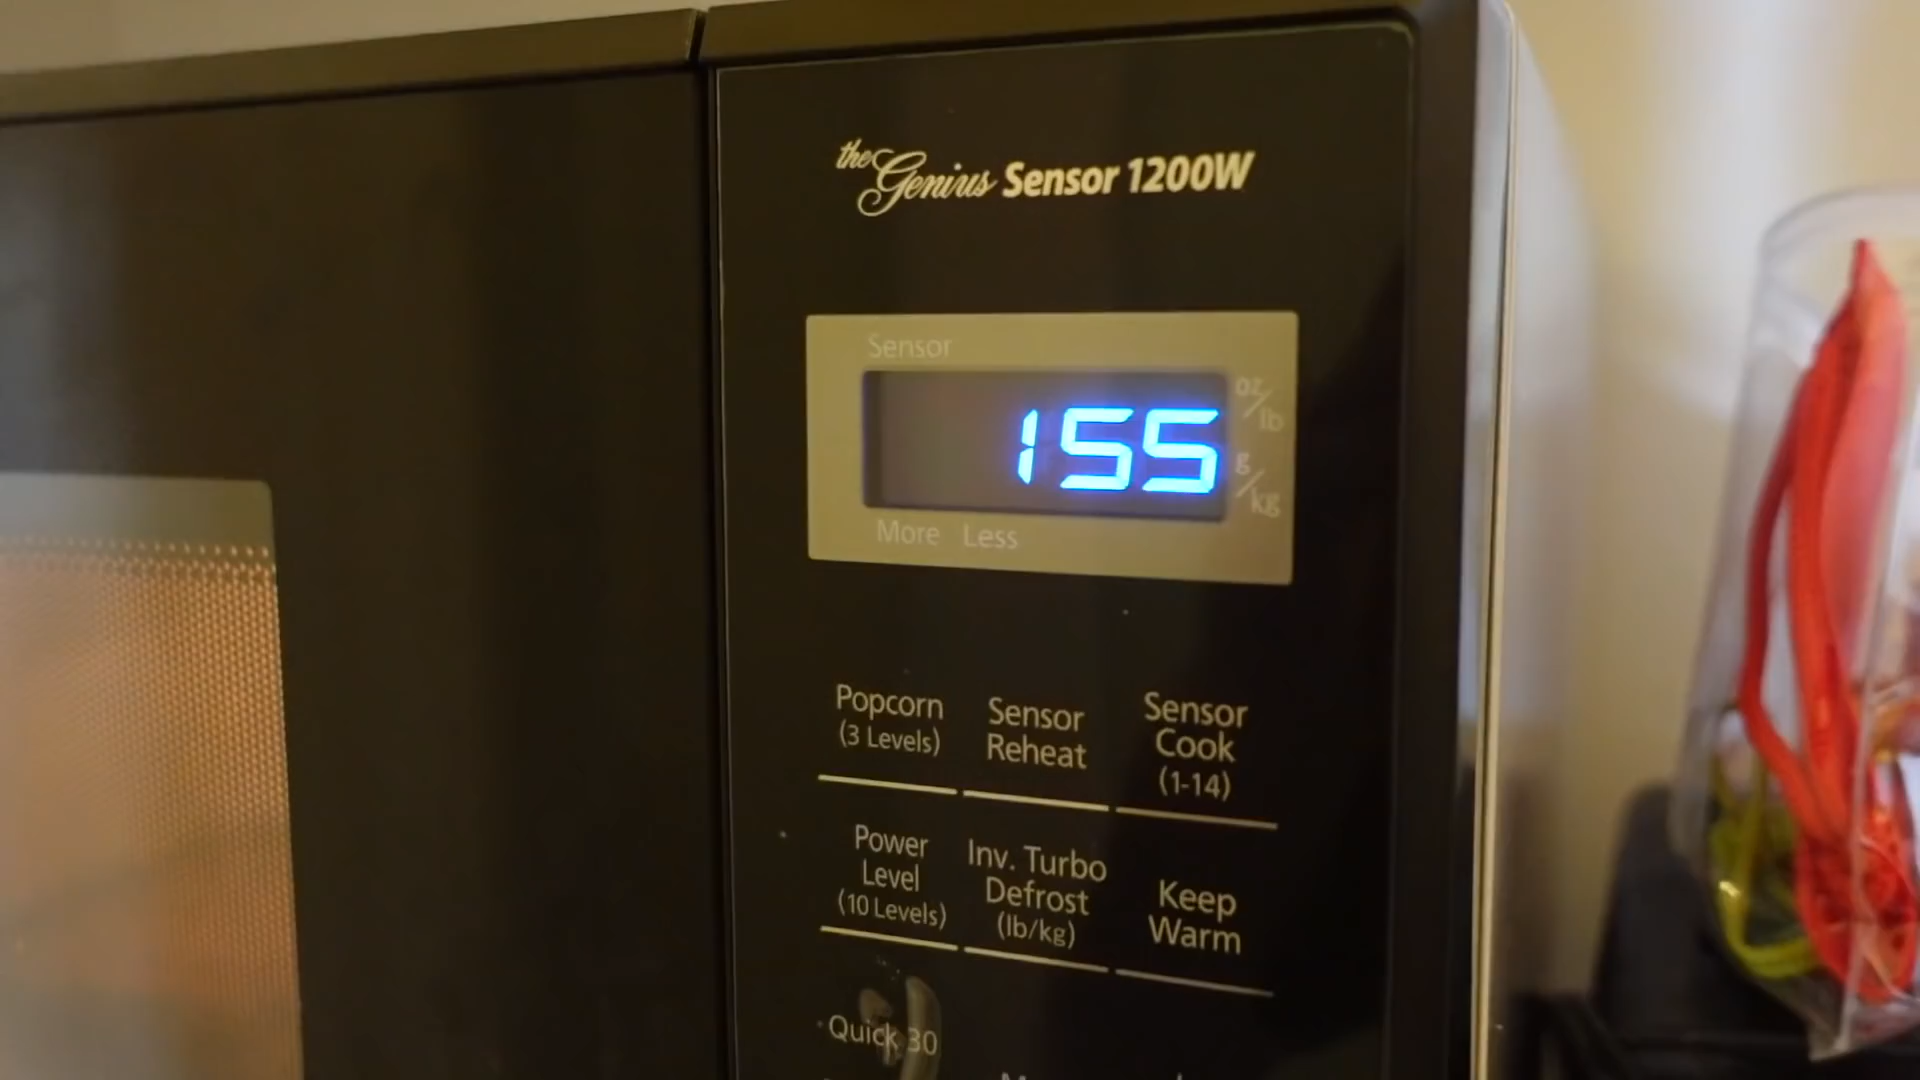 the Genius Sensor 1200W
Sensor
155
oz/lb
g/kg
More Less
Popcorn
(3 Levels)
Sensor
Reheat
Sensor
Cook
(1-14)
Power
Level
(10 Levels)
Inv. Turbo
Defrost
(lb/kg)
Keep
Warm
Quick 30